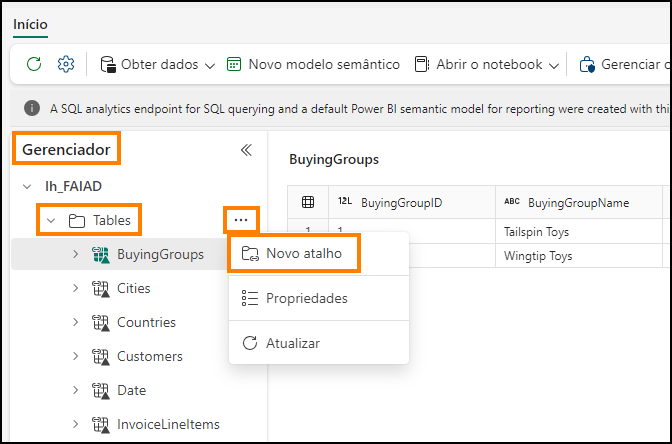 Início
Obter dados
Novo modelo semântico
Abrir o notebook
Gerenciar
A SQL analytics endpoint for SQL querying and a default Power BI semantic model for reporting were created with
Gerenciador
lh_FAIAD
Tables
BuyingGroups
Cities
Countries
Customers
Date
InvoiceLineItems
Novo atalho
Propriedades
Atualizar
BuyingGroups
12L BuyingGroupID ABC BuyingGroupName
1 1 Tailspin Toys
Wingtip Toys